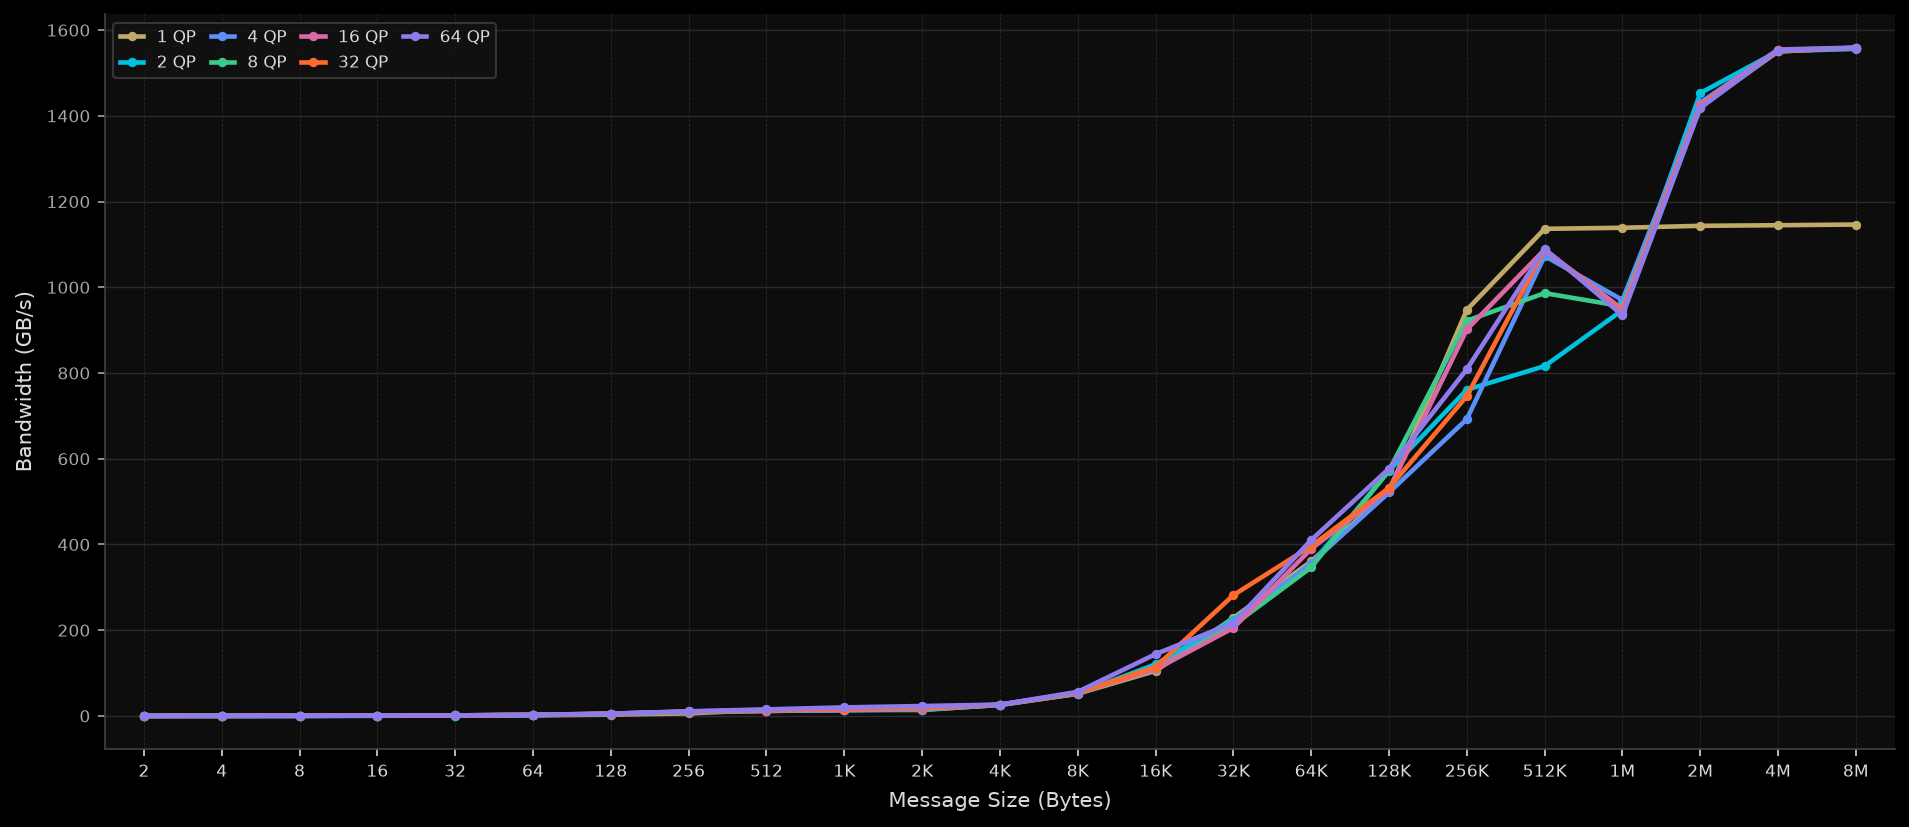 1 QP 4 QP 16 QP 64 QP
2 QP 8 QP 32 QP
1600
1400
1200
1000
800
600
400
200
0
Bandwidth (GB/s)
2 4 8 16 32 64 128 256 512 1K 2K 4K 8K 16K 32K 64K 128K 256K 512K 1M 2M 4M 8M
Message Size (Bytes)